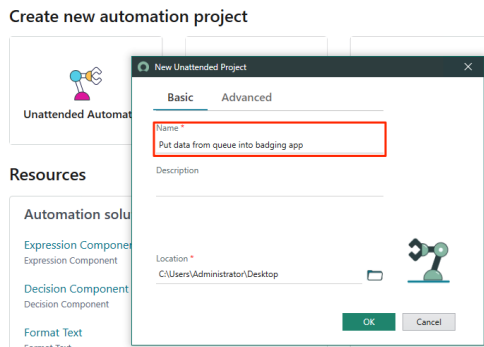 Create new automation project
New Unattended Project
Basic
Advanced
Unattended Automat
Name *
Put data from queue into badging app
Description
Resources
Automation solu
Expression Componen
Expression Component
Location *
C:\Users\Administrator\Desktop
Decision Component
Decision Component
OK
Cancel
Format Text